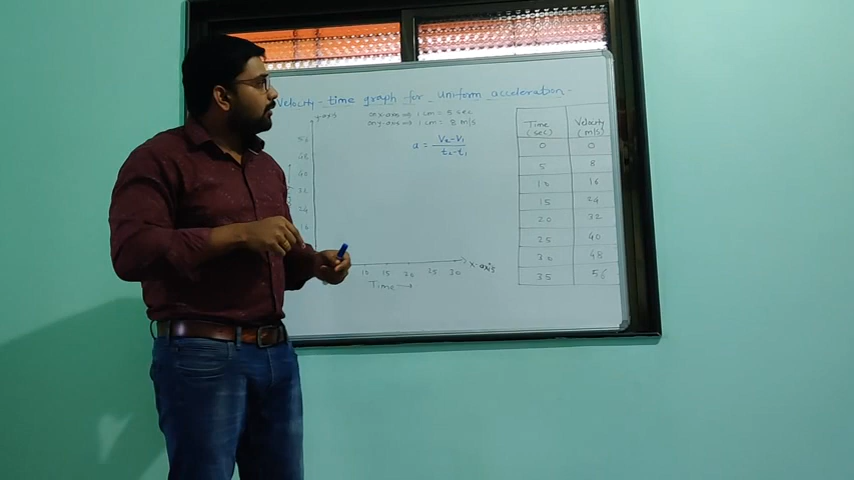 Velocity - time graph for uniform acceleration -
y-axis
on x-axis ⇒ 1 cm = 5 sec
on y-axis ⇒ 1 cm = 8 m/s
a = V₂-V₁ / t₂-t₁
56
48
40
32
24
16
10 15 20 25 30
x-axis
Time →
Time (sec) Velocity (m/s)
0 0
5 8
10 16
15 24
20 32
25 40
30 48
35 56